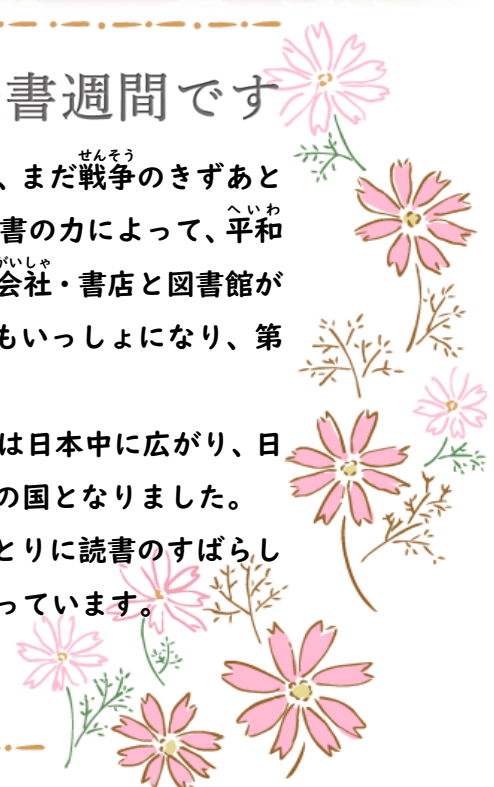 書週間です
、まだ戦争のきずあと
書の力によって、平和
会社・書店と図書館が
もいっしょになり、第
は日本中に広がり、日
の国となりました。
とりに読書のすばらし
っています。